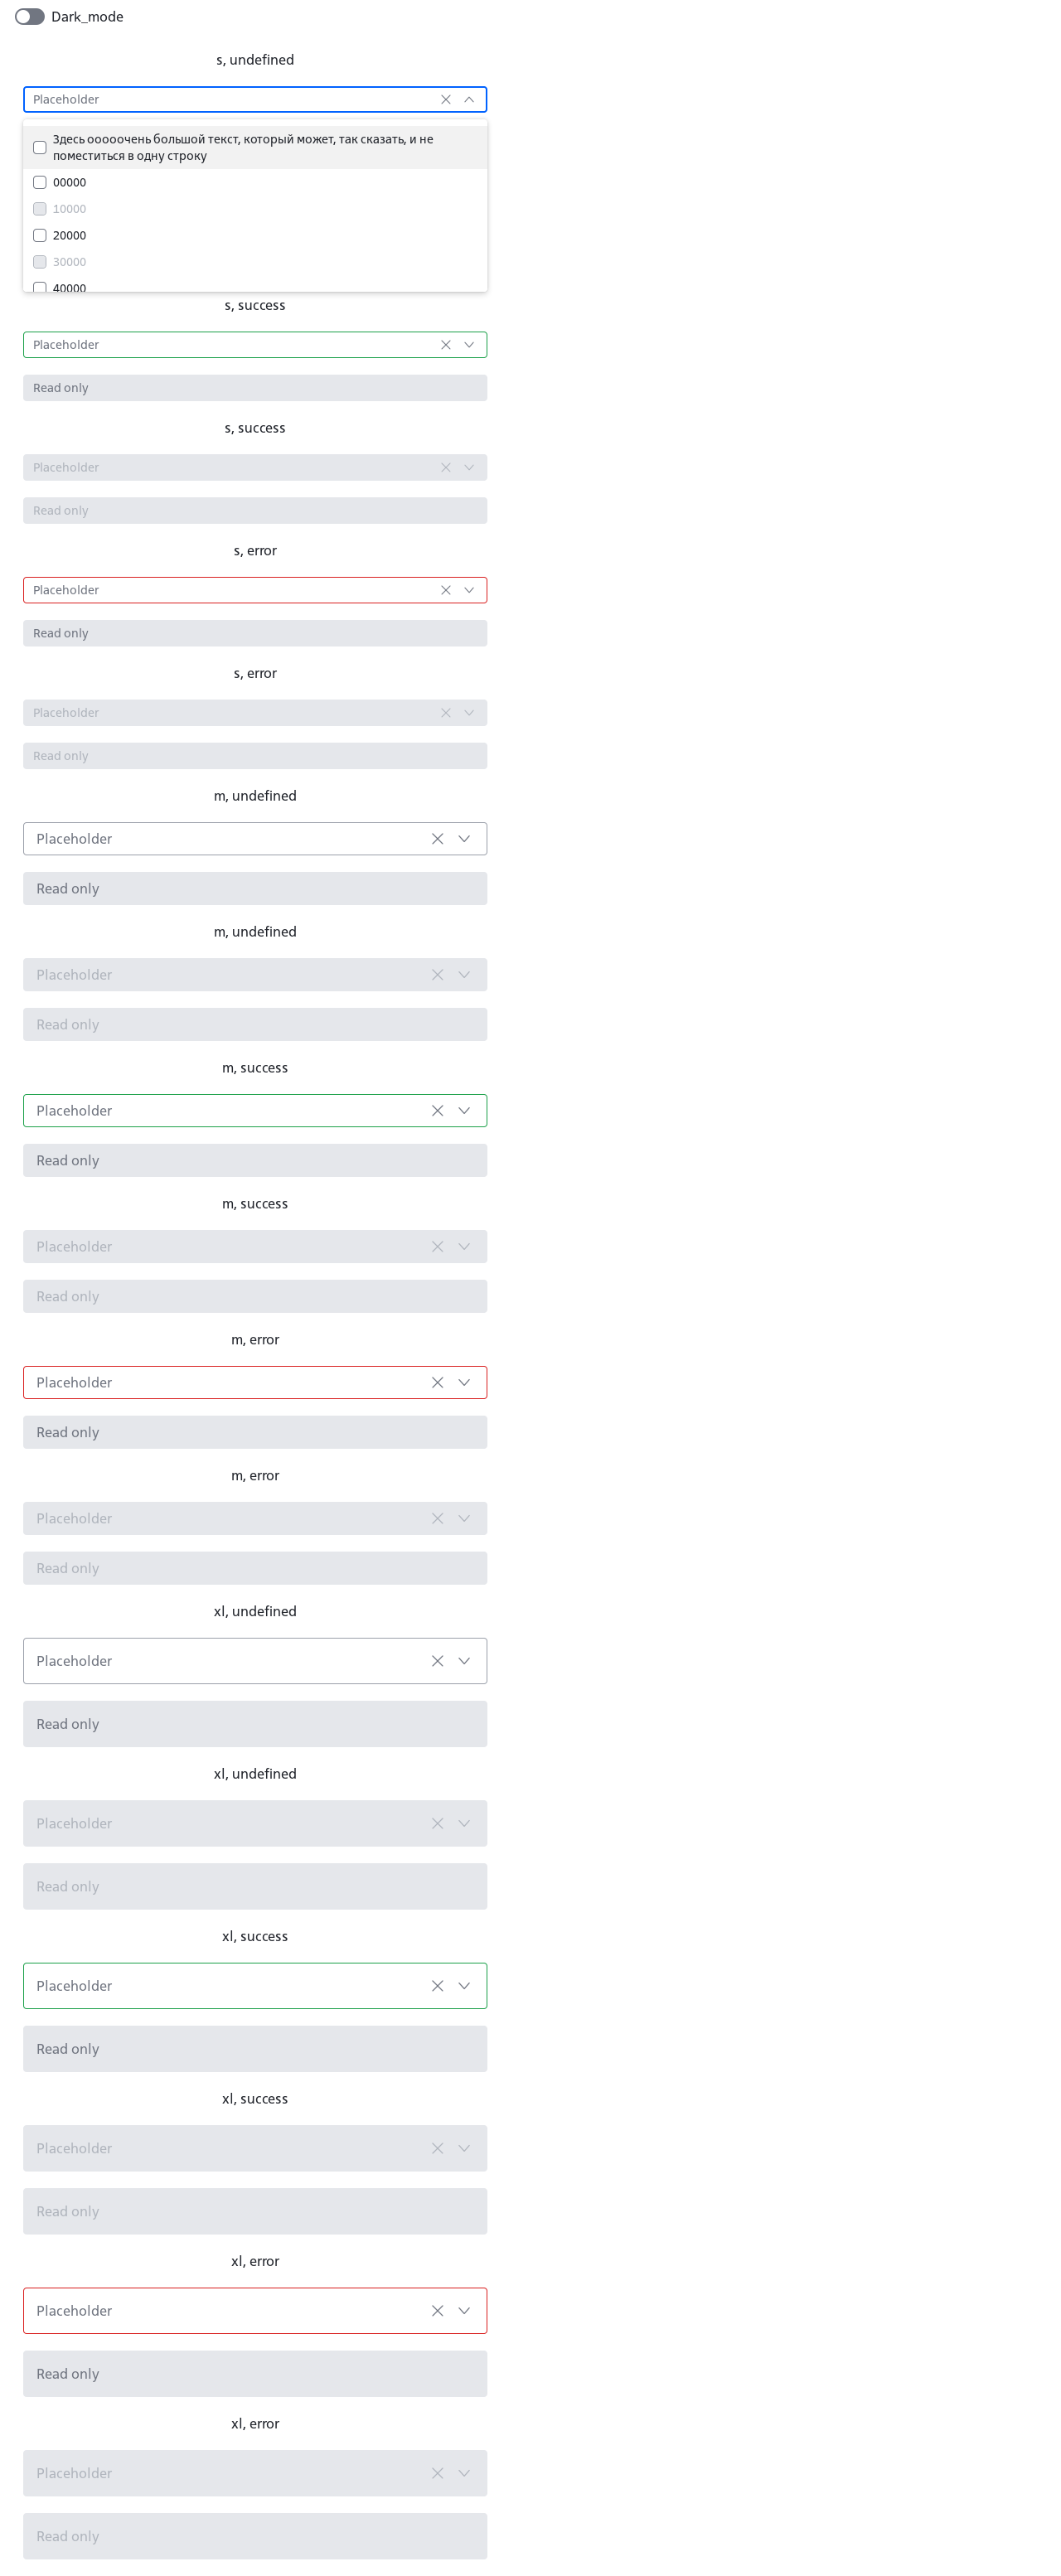 Dark_mode
s, undefined
Placeholder
Здесь ооооочень большой текст, который может, так сказать, и не
поместиться в одну строку
00000
10000
20000
30000
40000
s, success
Placeholder
Read only
s, success
Placeholder
Read only
s, error
Placeholder
Read only
s, error
Placeholder
Read only
m, undefined
Placeholder
Read only
m, undefined
Placeholder
Read only
m, success
Placeholder
Read only
m, success
Placeholder
Read only
m, error
Placeholder
Read only
m, error
Placeholder
Read only
xl, undefined
Placeholder
Read only
xl, undefined
Placeholder
Read only
xl, success
Placeholder
Read only
xl, success
Placeholder
Read only
xl, error
Placeholder
Read only
xl, error
Placeholder
Read only